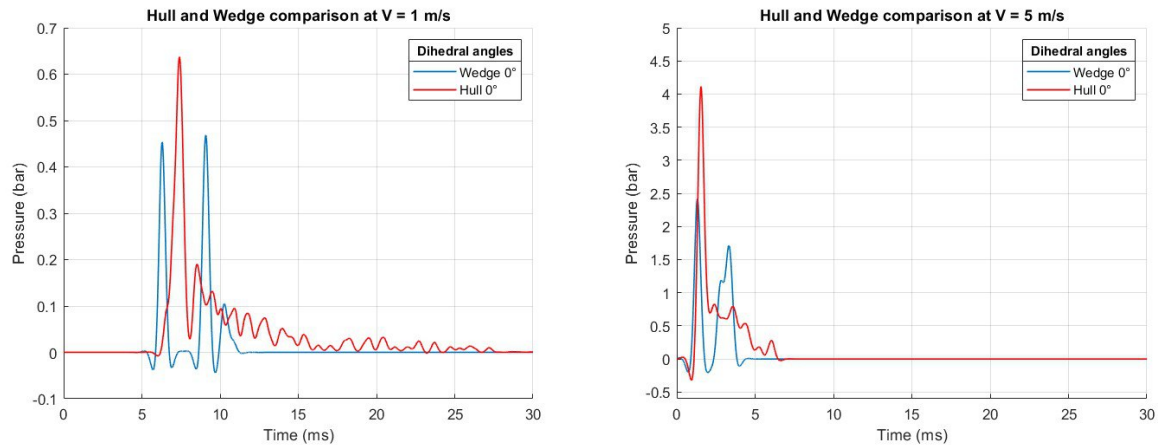 Hull and Wedge comparison at V = 1 m/s
0.7
0.6
0.5
0.4
0.3
0.2
0.1
0
-0.1
Pressure (bar)
Dihedral angles
Wedge 0°
Hull 0°
0 5 10 15 20 25 30
Time (ms)
Hull and Wedge comparison at V = 5 m/s
5
4.5
4
3.5
3
2.5
2
1.5
1
0.5
0
-0.5
Pressure (bar)
Dihedral angles
Wedge 0°
Hull 0°
0 5 10 15 20 25 30
Time (ms)